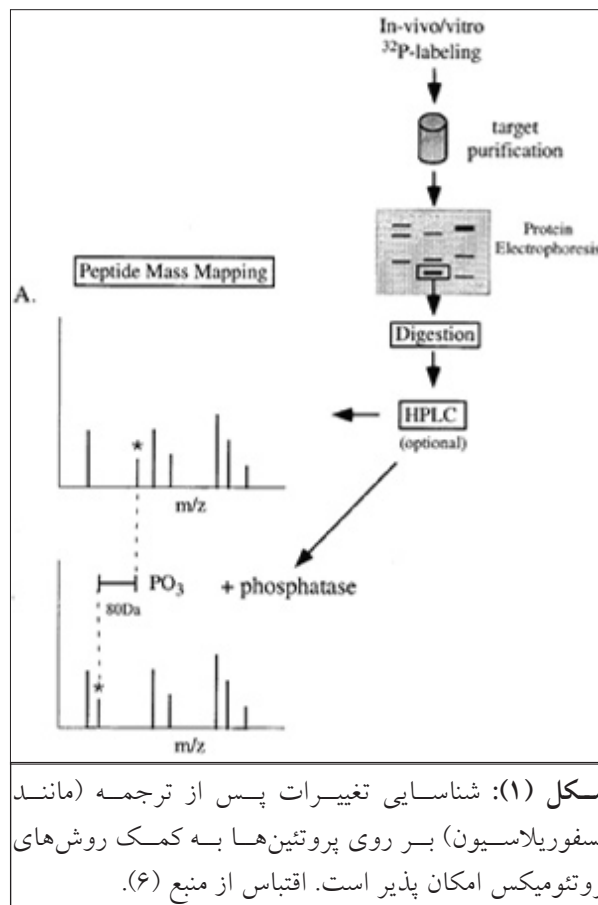 In-vivo/vitro
³²P-labeling
target
purification
Protein
Electrophoresis
Digestion
HPLC
(optional)
Peptide Mass Mapping
A.
*
m/z
PO₃
80Da
+ phosphatase
*
m/z
شکل (۱): شناسایی تغییرات پس از ترجمه (مانند
سفوریلاسیون) بر روی پروتئین‌ها به کمک روش‌های
روتئومیکس امکان پذیر است. اقتباس از منبع (۶).